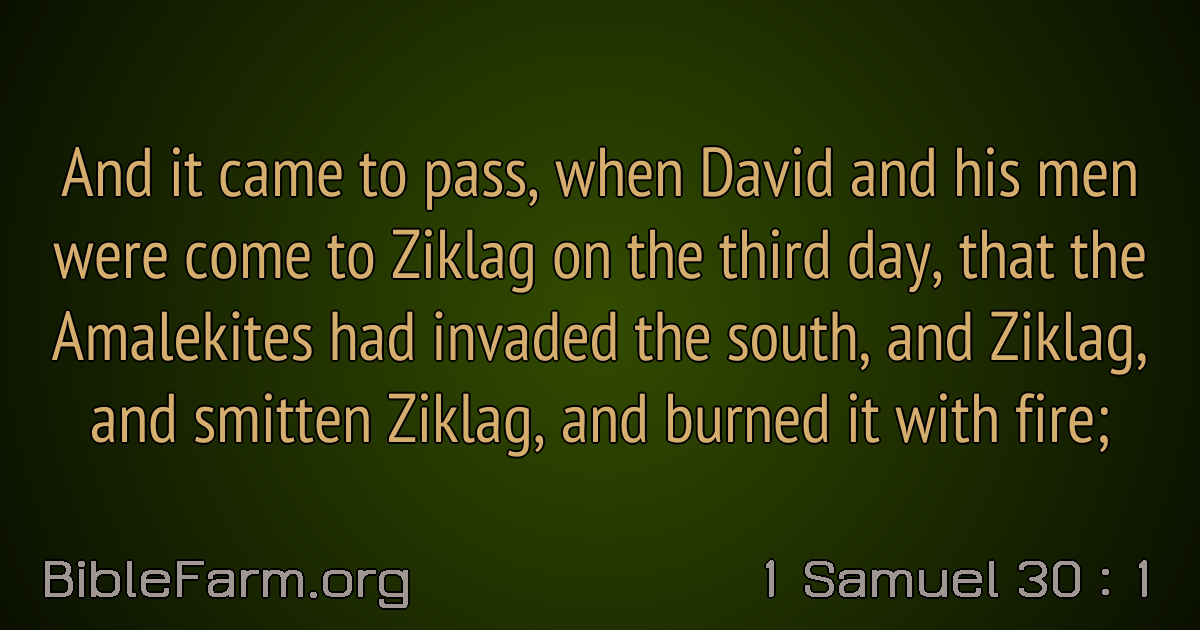 And it came to pass, when David and his men
were come to Ziklag on the third day, that the
Amalekites had invaded the south, and Ziklag,
and smitten Ziklag, and burned it with fire;
BibleFarm.org
1 Samuel 30 : 1